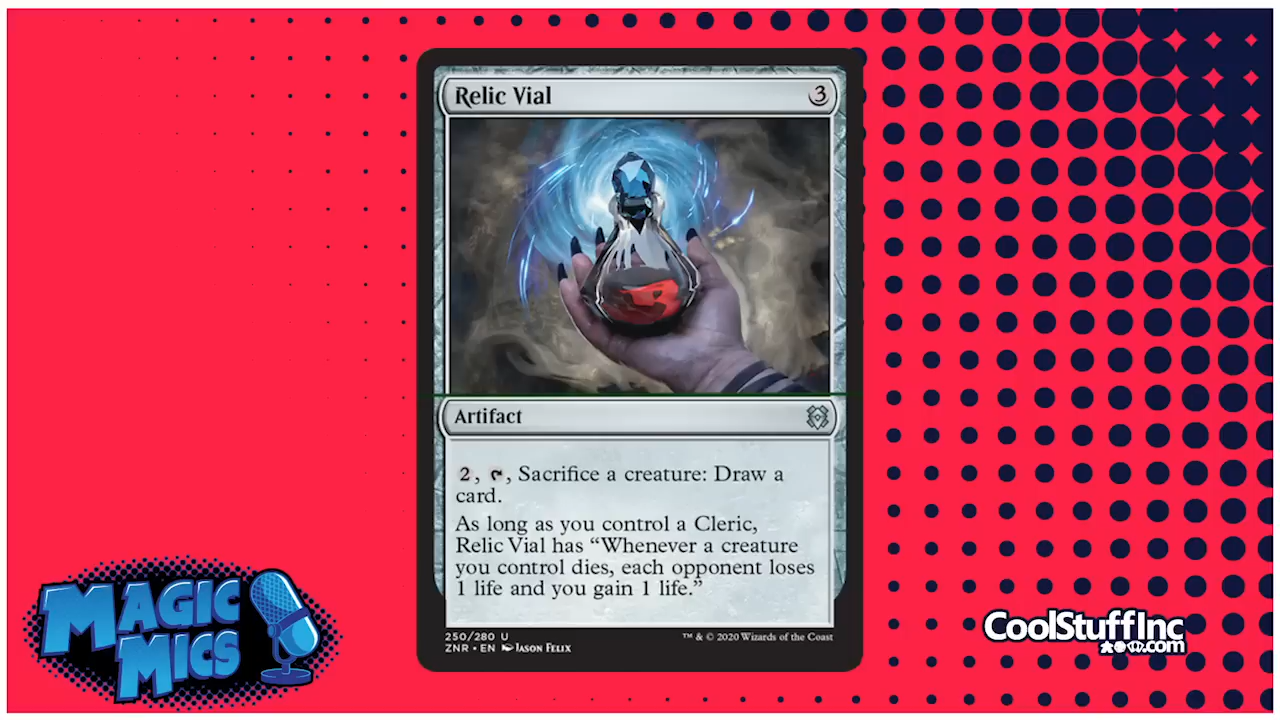 Relic Vial 3
Artifact
2, , Sacrifice a creature: Draw a
card.
As long as you control a Cleric,
Relic Vial has “Whenever a creature
you control dies, each opponent loses
1 life and you gain 1 life.”
250/280 U
ZNR • EN Jason Felix
™ & © 2020 Wizards of the Coast
MAGIC
MICS
CoolStuffInc
.com